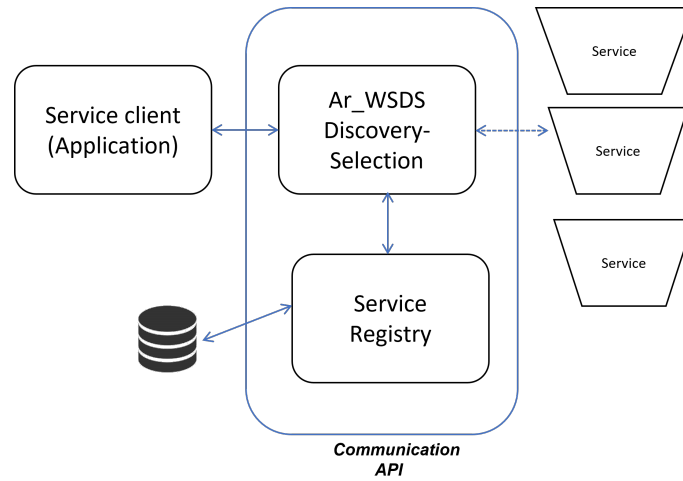 Service client
(Application)
Ar_WSDS
Discovery-
Selection
Service
Service
Service
Service
Registry
Communication
API